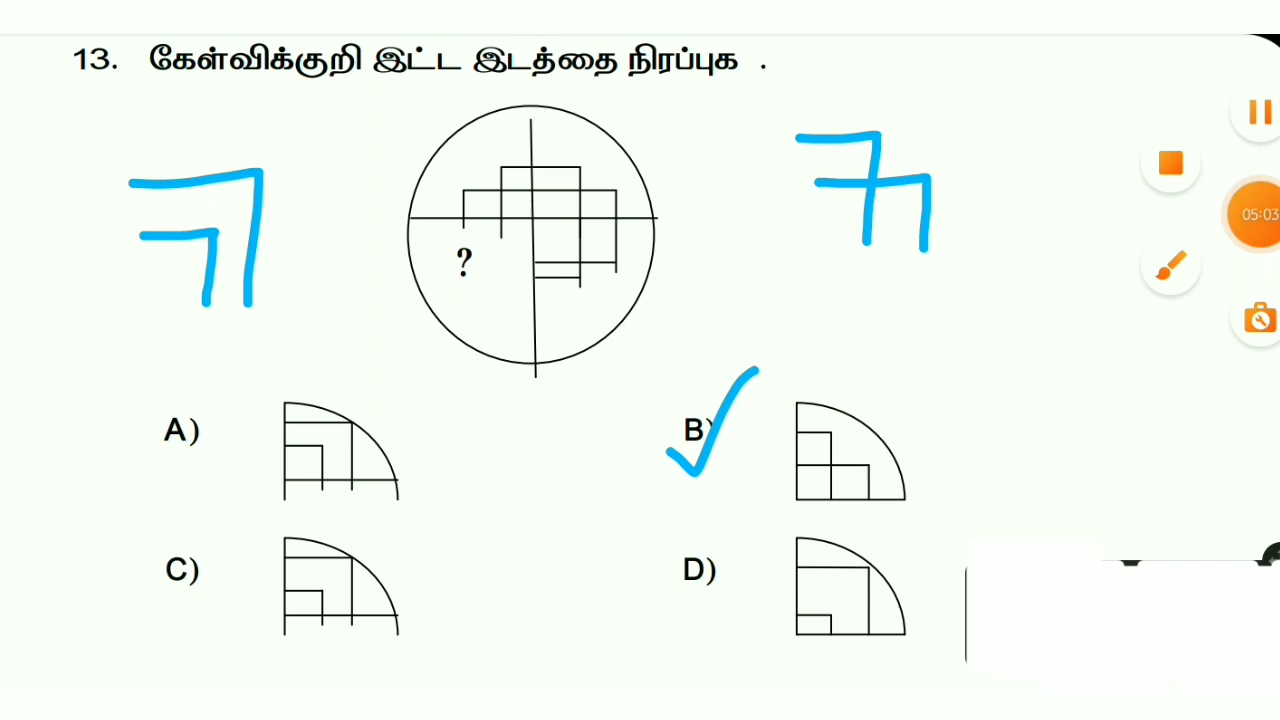 13. கேள்விக்குறி இட்ட இடத்தை நிரப்புக .
?
A)
B)
C)
D)
05:03